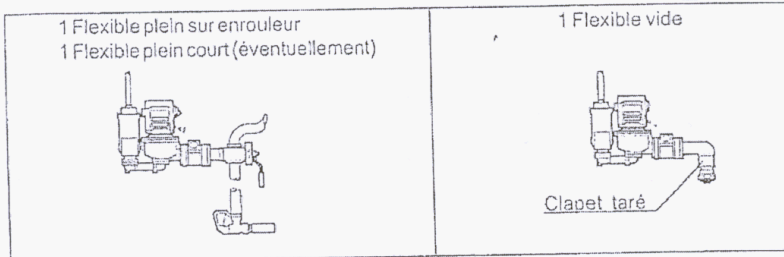 1 Flexible plein sur enrouleur
1 Flexible plein court (éventuellement)
1 Flexible vide
Clapet taré